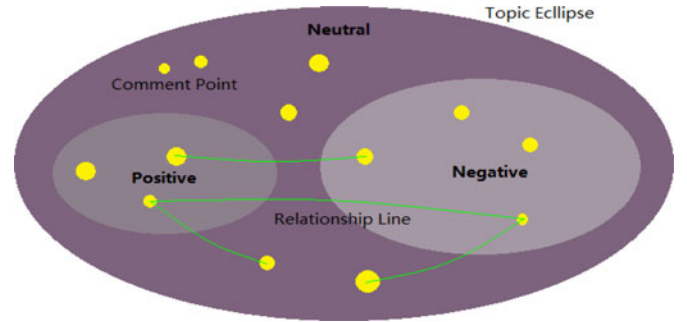 Topic Ecllipse
Neutral
Comment Point
Positive
Negative
Relationship Line